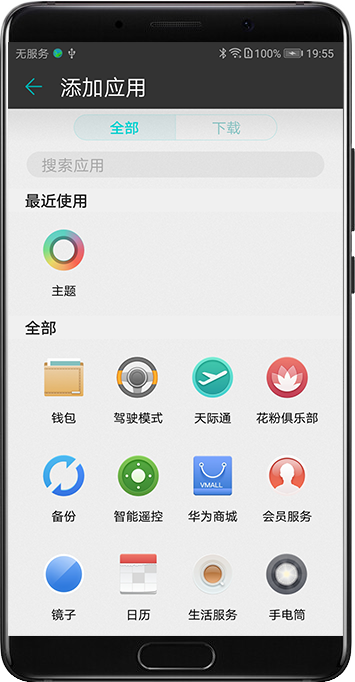 无服务 100% 19:55
添加应用
全部 下载
搜索应用
最近使用
主题
全部
钱包 驾驶模式 天际通 花粉俱乐部
VMALL
备份 智能遥控 华为商城 会员服务
镜子 日历 生活服务 手电筒